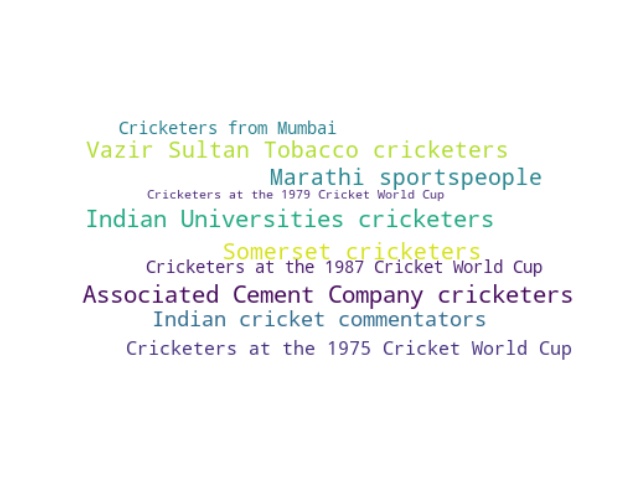 Cricketers from Mumbai
Vazir Sultan Tobacco cricketers
Marathi sportspeople
Cricketers at the 1979 Cricket World Cup
Indian Universities cricketers
Somerset cricketers
Cricketers at the 1987 Cricket World Cup
Associated Cement Company cricketers
Indian cricket commentators
Cricketers at the 1975 Cricket World Cup